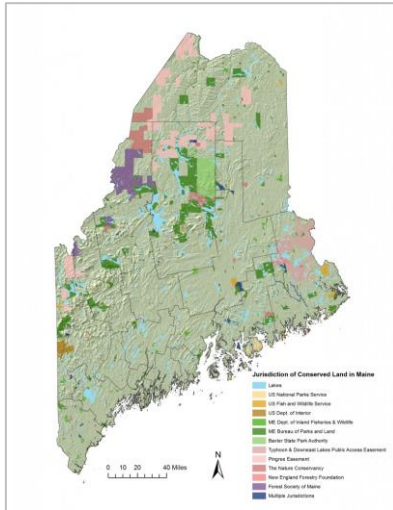 Jurisdiction of Conserved Land in Maine
Lakes
US National Parks Service
US Fish and Wildlife Service
US Dept. of Interior
ME Dept. of Inland Fisheries & Wildlife
ME Bureau of Parks and Land
Baxter State Park Authority
Typhoon & Downeast Lakes Public Access Easement
Pingree Easement
The Nature Conservancy
New England Forestry Foundation
Forest Society of Maine
Multiple Jurisdictions
0 10 20 40 Miles
N